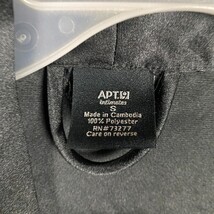 APT.9
Intimates
S
Made in Cambodia
100% Polyester
RN#73277
Care on reverse